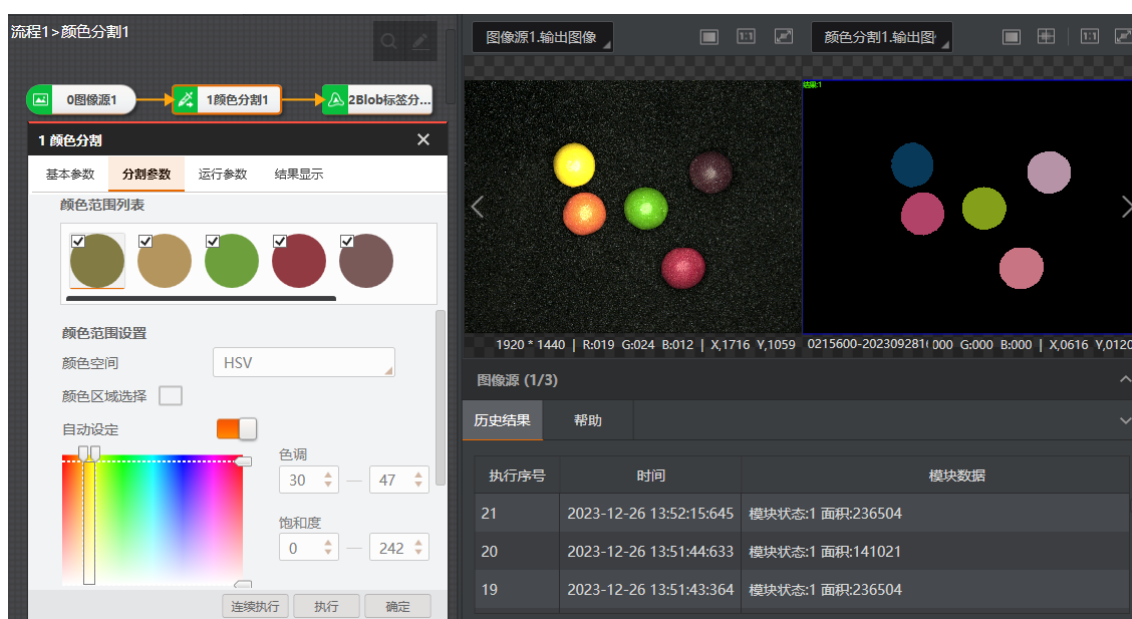 流程1>颜色分割1
0图像源1
1颜色分割1
2Blob标签分...
1 颜色分割
基本参数 分割参数 运行参数 结果显示
颜色范围列表
颜色范围设置
颜色空间 HSV
颜色区域选择
自动设定
色调
30 — 47
饱和度
0 — 242
连续执行 执行 确定
图像源1.输出图像
1:1
颜色分割1.输出图
1:1
结果:1
1920 * 1440 | R:019 G:024 B:012 | X,1716 Y,1059
0215600-202309281 000 G:000 B:000 | X,0616 Y,0120
图像源 (1/3)
历史结果 帮助
执行序号 时间 模块数据
21 2023-12-26 13:52:15:645 模块状态:1 面积:236504
20 2023-12-26 13:51:44:633 模块状态:1 面积:141021
19 2023-12-26 13:51:43:364 模块状态:1 面积:236504